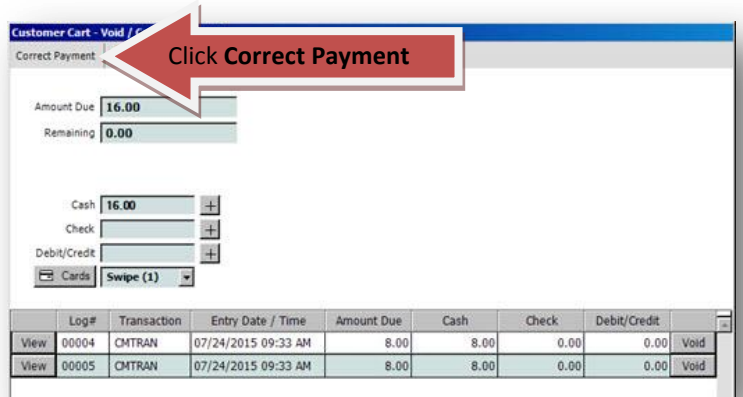 Customer Cart - Void /
Correct Payment
Click Correct Payment
Amount Due 16.00
Remaining 0.00
Cash 16.00 +
Check +
Debit/Credit +
Cards Swipe (1)
Log# Transaction Entry Date / Time Amount Due Cash Check Debit/Credit
View 00004 CMTRAN 07/24/2015 09:33 AM 8.00 8.00 0.00 0.00 Void
View 00005 CMTRAN 07/24/2015 09:33 AM 8.00 8.00 0.00 0.00 Void